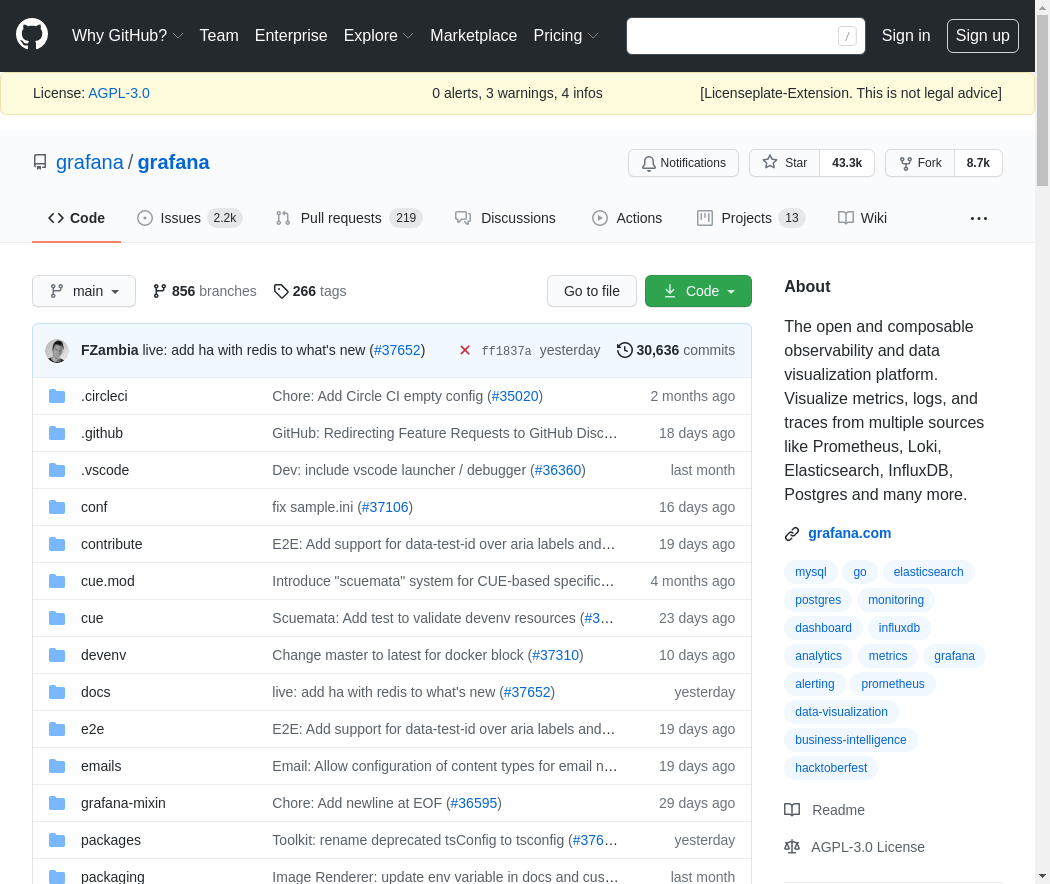 Why GitHub? Team Enterprise Explore Marketplace Pricing / Sign in Sign up
License: AGPL-3.0 0 alerts, 3 warnings, 4 infos [Licenseplate-Extension. This is not legal advice]
grafana / grafana Notifications Star 43.3k Fork 8.7k
Code Issues 2.2k Pull requests 219 Discussions Actions Projects 13 Wiki ...
main 856 branches 266 tags Go to file Code
FZambia live: add ha with redis to what's new (#37652) ff1837a yesterday 30,636 commits
.circleci Chore: Add Circle CI empty config (#35020) 2 months ago
.github GitHub: Redirecting Feature Requests to GitHub Disc… 18 days ago
.vscode Dev: include vscode launcher / debugger (#36360) last month
conf fix sample.ini (#37106) 16 days ago
contribute E2E: Add support for data-test-id over aria labels and… 19 days ago
cue.mod Introduce "scuemata" system for CUE-based specific… 4 months ago
cue Scuemata: Add test to validate devenv resources (#3… 23 days ago
devenv Change master to latest for docker block (#37310) 10 days ago
docs live: add ha with redis to what's new (#37652) yesterday
e2e E2E: Add support for data-test-id over aria labels and… 19 days ago
emails Email: Allow configuration of content types for email n… 19 days ago
grafana-mixin Chore: Add newline at EOF (#36595) 29 days ago
packages Toolkit: rename deprecated tsConfig to tsconfig (#376… yesterday
packaging Image Renderer: update env variable in docs and cus… last month
About
The open and composable
observability and data
visualization platform.
Visualize metrics, logs, and
traces from multiple sources
like Prometheus, Loki,
Elasticsearch, InfluxDB,
Postgres and many more.
grafana.com
mysql go elasticsearch
postgres monitoring
dashboard influxdb
analytics metrics grafana
alerting prometheus
data-visualization
business-intelligence
hacktoberfest
Readme
AGPL-3.0 License